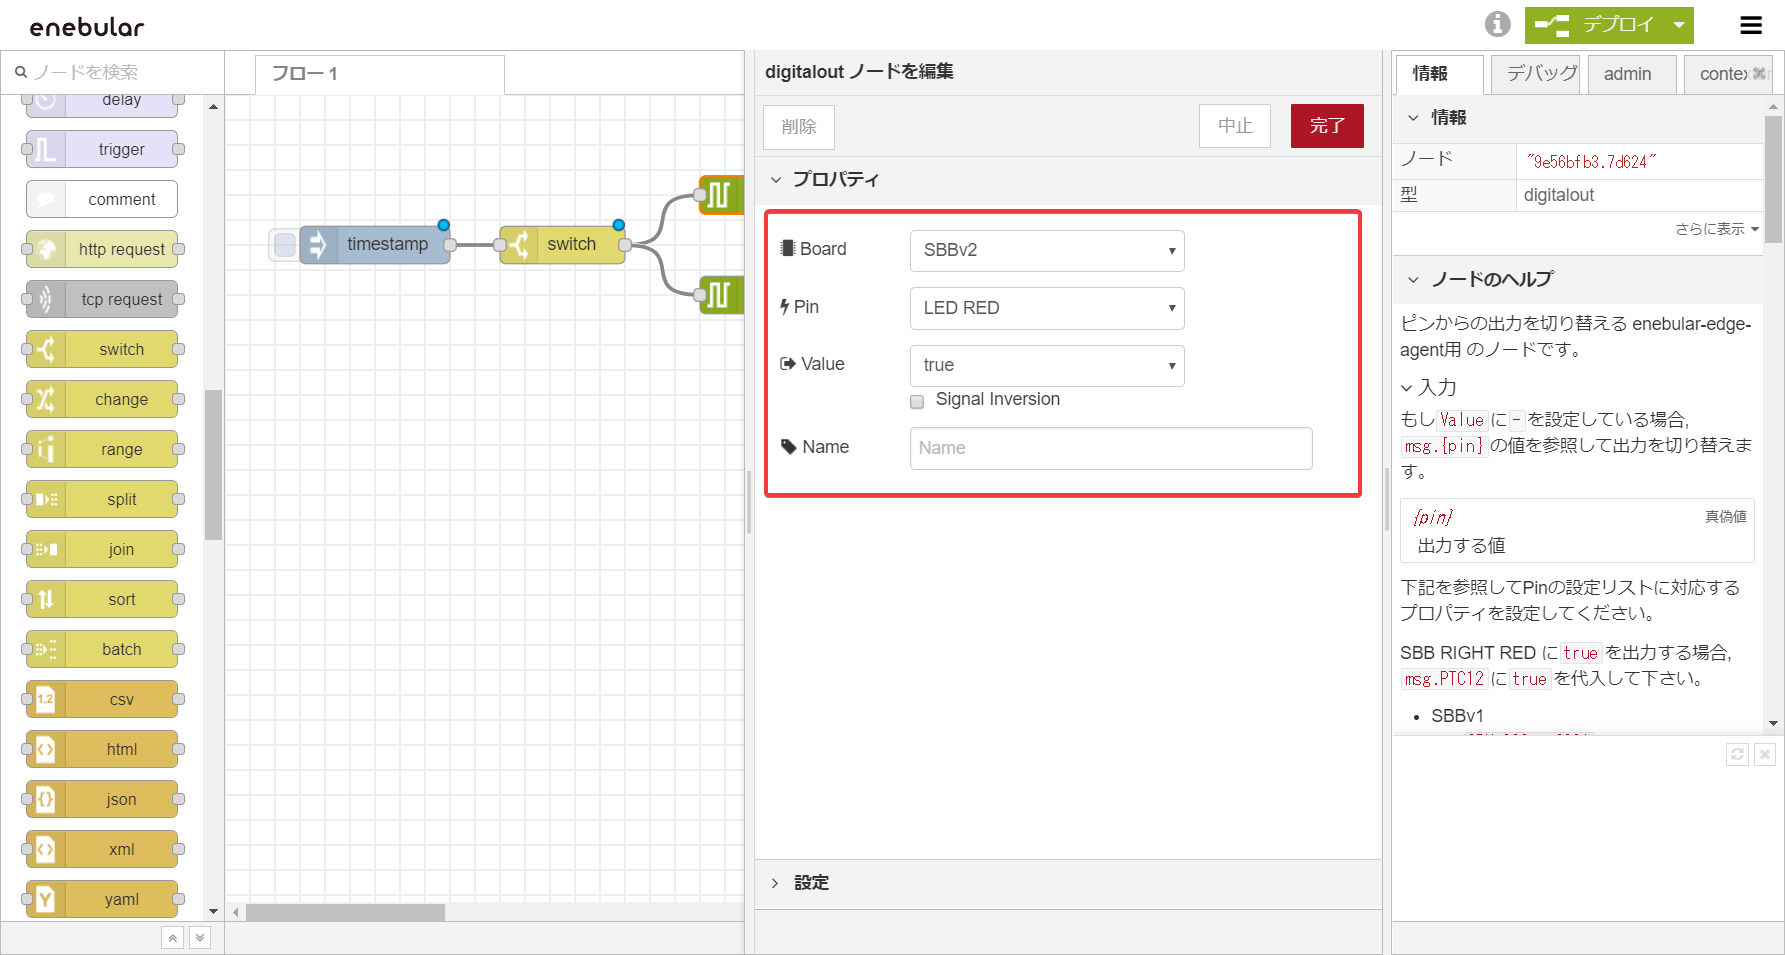 enebular
デプロイ
ノードを検索
delay
trigger
comment
http request
tcp request
switch
change
range
split
join
sort
batch
csv
html
json
xml
yaml
フロー 1
timestamp
switch
digitalout ノードを編集
削除
中止
完了
プロパティ
Board
SBBv2
Pin
LED RED
Value
true
Signal Inversion
Name
Name
設定
情報
デバッグ
admin
contex
情報
ノード
"9e56bfb3.7d624"
型
digitalout
さらに表示
ノードのヘルプ
ピンからの出力を切り替える enebular-edge-
agent用 のノードです。
入力
もし Value に - を設定している場合,
msg.{pin} の値を参照して出力を切り替えま
す。
{pin} 真偽値
出力する値
下記を参照してPinの設定リストに対応する
プロパティを設定してください。
SBB RIGHT RED に true を出力する場合,
msg.PTC12 に true を代入して下さい。
• SBBv1